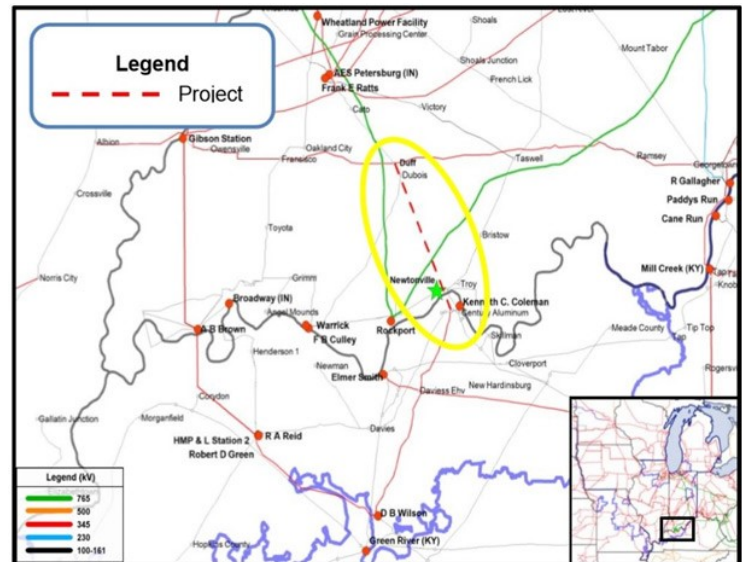 Shoals
Wheatland Power Facility
Grain Processing Center
Mount Tabor
Legend
Project
Shoals Junction
AES Petersburg (IN)
French Lick
Frank E Ratts
Cato
Victory
Gibson Station
Albion
Owensville
Oakland City
Francisco
Duff
Taswell
Ramsey
Georgetown
Dubois
R Gallagher
Crossville
Paddys Run
Cane Run
Toyota
Bristow
Norris City
Grimm
Newtonville
Troy
Mill Creek (KY)
Broadway (IN)
Kenneth C. Coleman
Angel Mounds
Century Aluminum
A B Brown
Warrick
Rockport
F B Culley
Skillman
Meade County
Tip Top
Tap
Henderson 1
Newman
Cloverport
Elmer Smith
New Hardinsburg
Daviess Ehv
Corydon
Gallatin Junction
Morganfield
Davies
R A Reid
HMP & L Station 2
Robert D Green
Legend (kV)
765
500
345
230
100-161
D B Wilson
Green River (KY)
Hopkins County